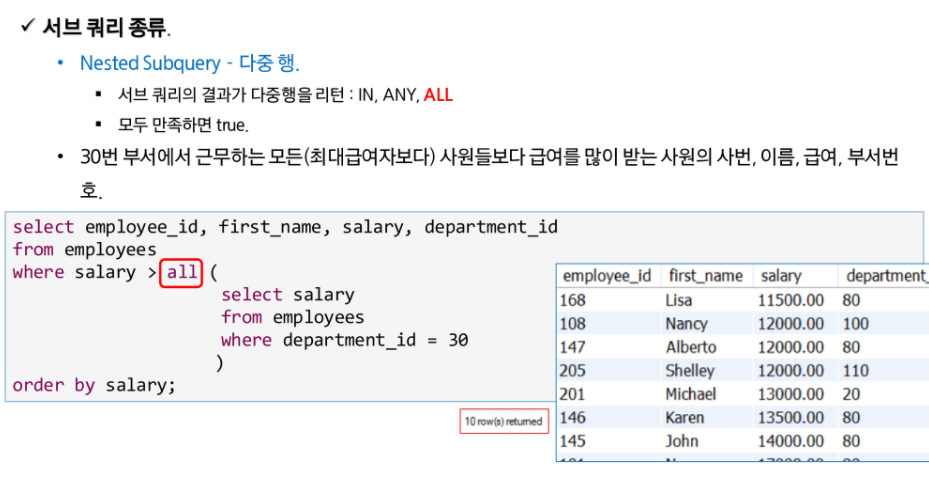 ✓ 서브 쿼리 종류.
• Nested Subquery - 다중 행.
▪ 서브 쿼리의 결과가 다중행을 리턴 : IN, ANY, ALL
▪ 모두 만족하면 true.
• 30번 부서에서 근무하는 모든(최대급여자보다) 사원들보다 급여를 많이 받는 사원의 사번, 이름, 급여, 부서번
호.
select employee_id, first_name, salary, department_id
from employees
where salary > all (
select salary
from employees
where department_id = 30
)
order by salary;
10 row(s) returned
employee_id first_name salary department_
168 Lisa 11500.00 80
108 Nancy 12000.00 100
147 Alberto 12000.00 80
205 Shelley 12000.00 110
201 Michael 13000.00 20
146 Karen 13500.00 80
145 John 14000.00 80